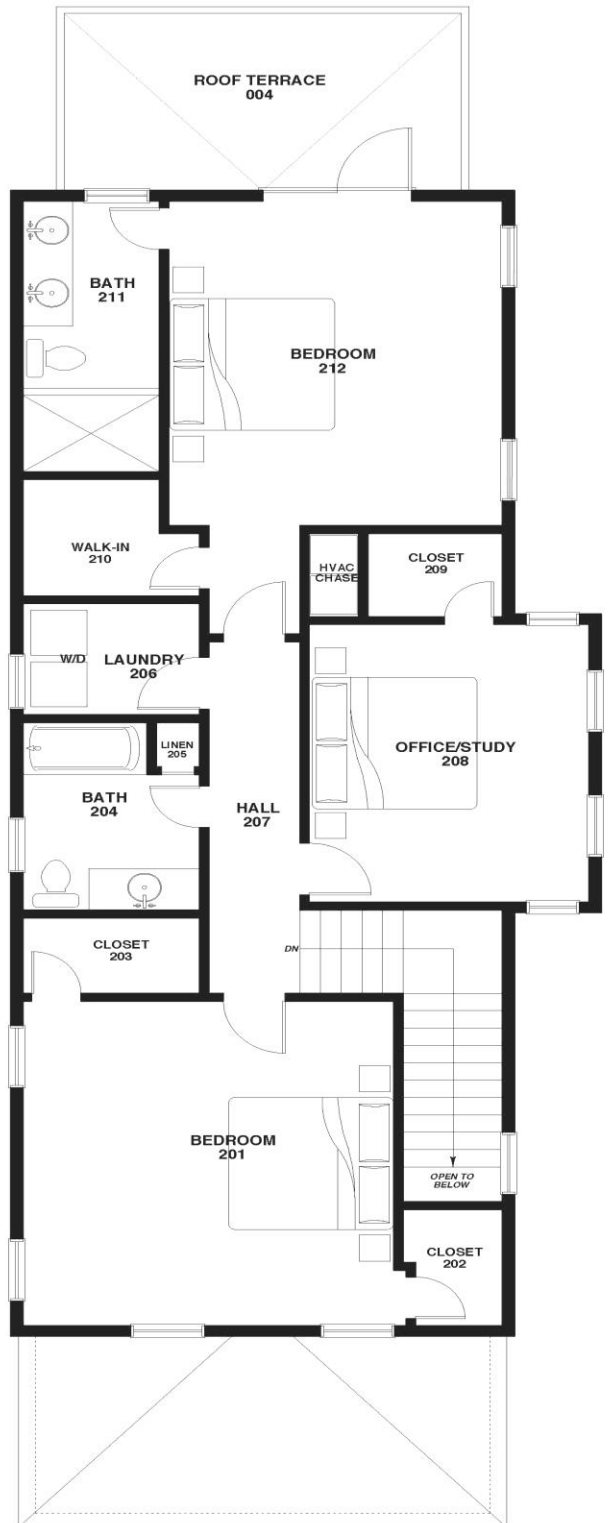 ROOF TERRACE
004
BATH
211
BEDROOM
212
WALK-IN
210
HVAC
CHASE
CLOSET
209
W/D
LAUNDRY
206
LINEN
205
OFFICE/STUDY
208
BATH
204
HALL
207
CLOSET
203
DN
BEDROOM
201
OPEN TO
BELOW
CLOSET
202